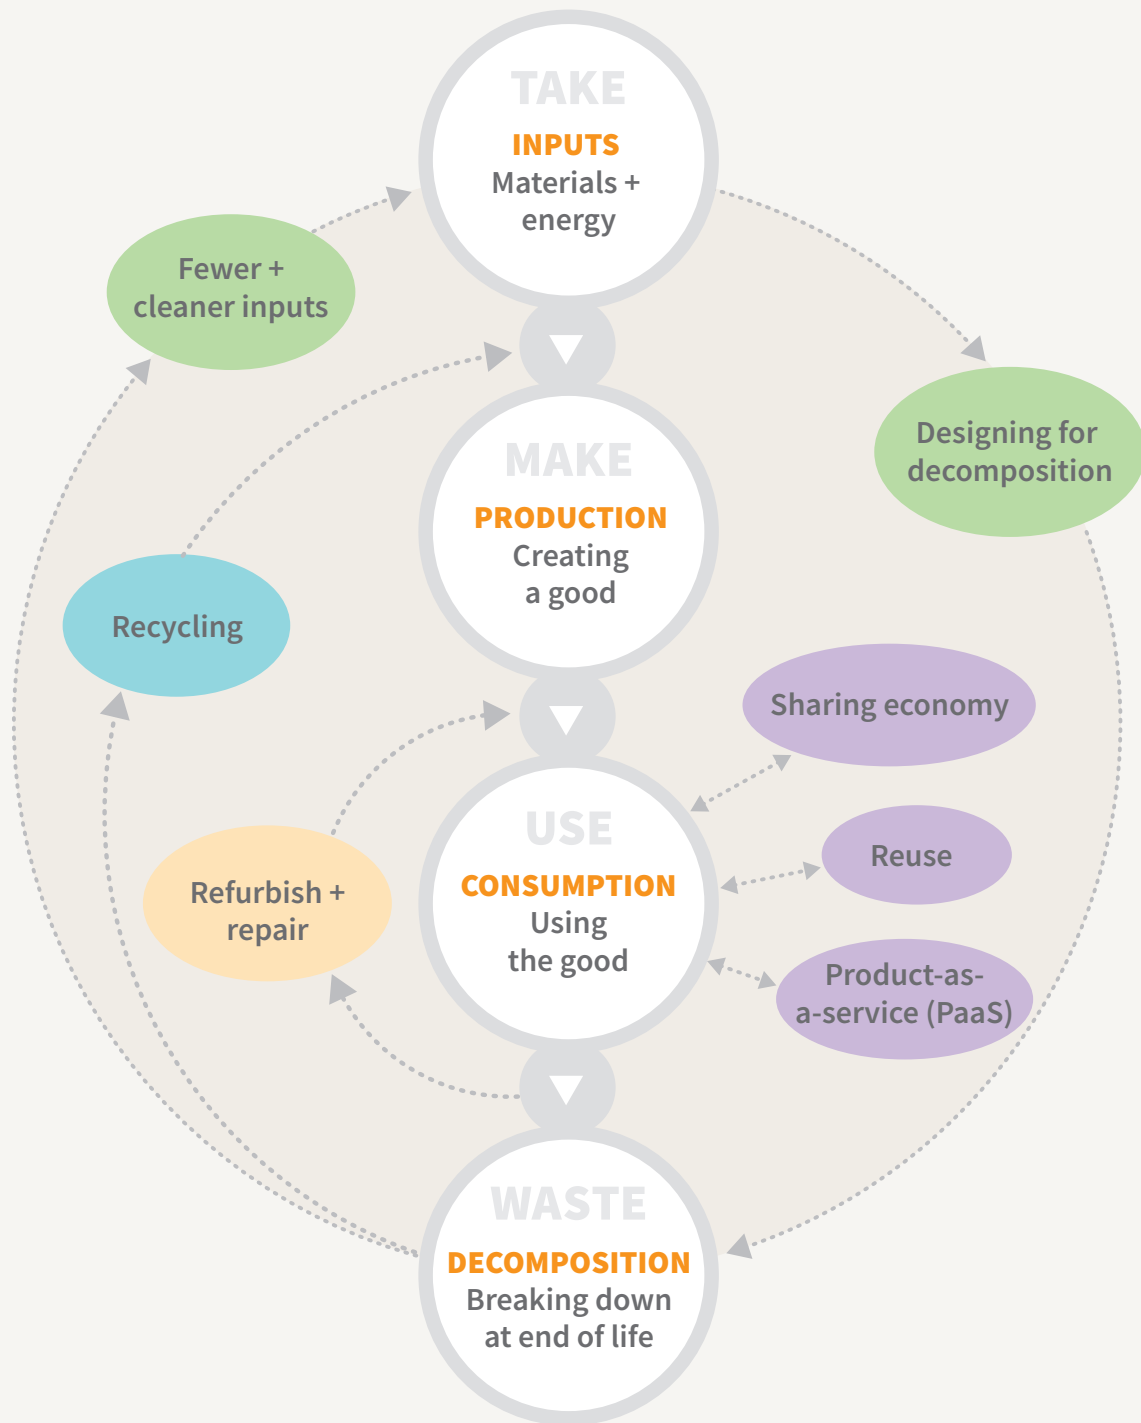 TAKE
INPUTS
Materials +
energy
Fewer +
cleaner inputs
Designing for
decomposition
MAKE
PRODUCTION
Creating
a good
Recycling
Sharing economy
USE
CONSUMPTION
Using
the good
Reuse
Refurbish +
repair
Product-as-
a-service (PaaS)
WASTE
DECOMPOSITION
Breaking down
at end of life